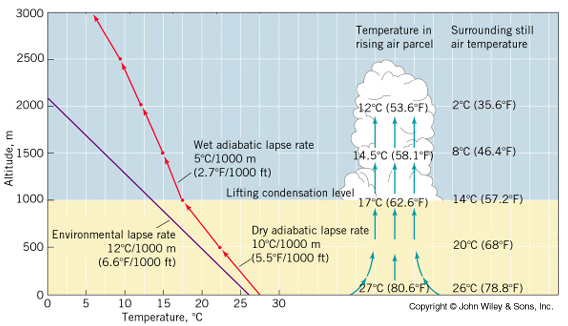 3000
2500
2000
1500
1000
500
0
Altitude, m
0 5 10 15 20 25 30
Temperature, °C
Wet adiabatic lapse rate
5°C/1000 m
(2.7°F/1000 ft)
Lifting condensation level
Environmental lapse rate
12°C/1000 m
(6.6°F/1000 ft)
Dry adiabatic lapse rate
10°C/1000 m
(5.5°F/1000 ft)
Temperature in
rising air parcel
12°C (53.6°F)
14.5°C (58.1°F)
17°C (62.6°F)
27°C (80.6°F)
Surrounding still
air temperature
2°C (35.6°F)
8°C (46.4°F)
14°C (57.2°F)
20°C (68°F)
26°C (78.8°F)
Copyright © John Wiley & Sons, Inc.